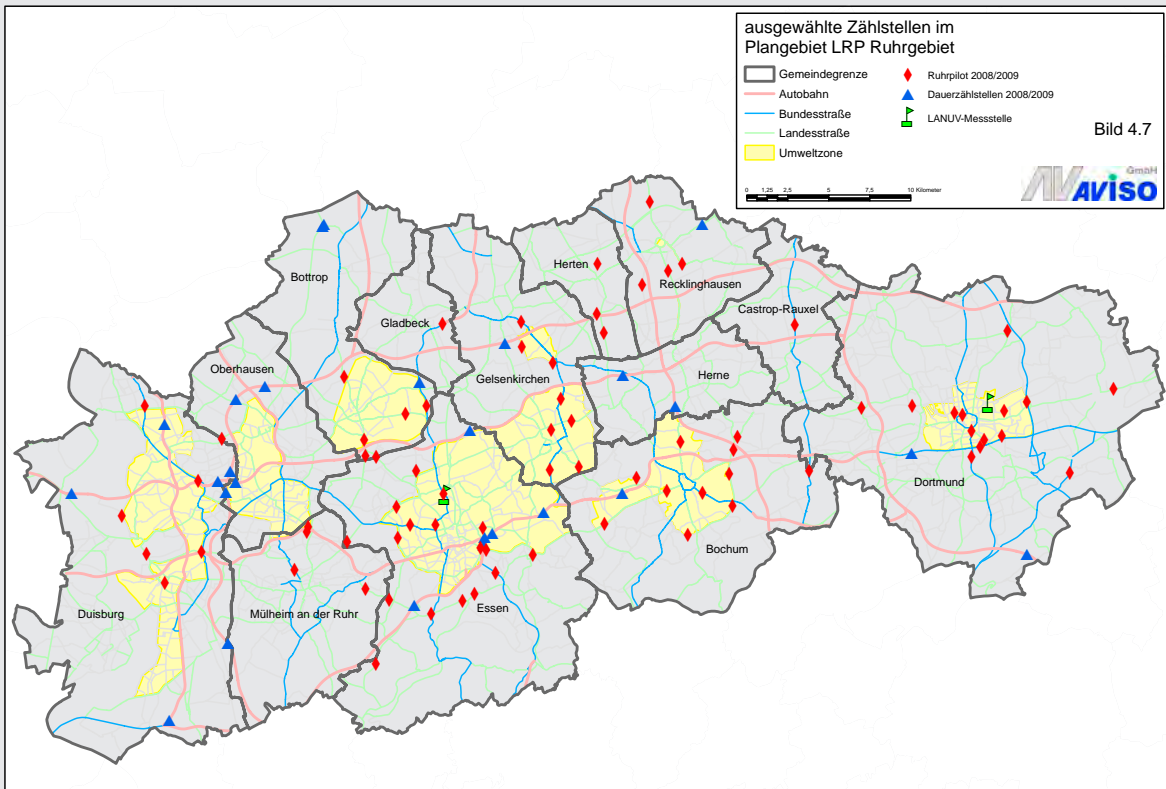 ausgewählte Zählstellen im
Plangebiet LRP Ruhrgebiet
Gemeindegrenze
Autobahn
Bundesstraße
Landesstraße
Umweltzone
Ruhrpilot 2008/2009
Dauerzählstellen 2008/2009
LANUV-Messstelle
Bild 4.7
0 1,25 2,5 5 7,5 10 Kilometer
GmbH
AV AVISO
Bottrop
Herten
Recklinghausen
Castrop-Rauxel
Gladbeck
Oberhausen
Gelsenkirchen
Herne
Dortmund
Bochum
Duisburg
Mülheim an der Ruhr
Essen